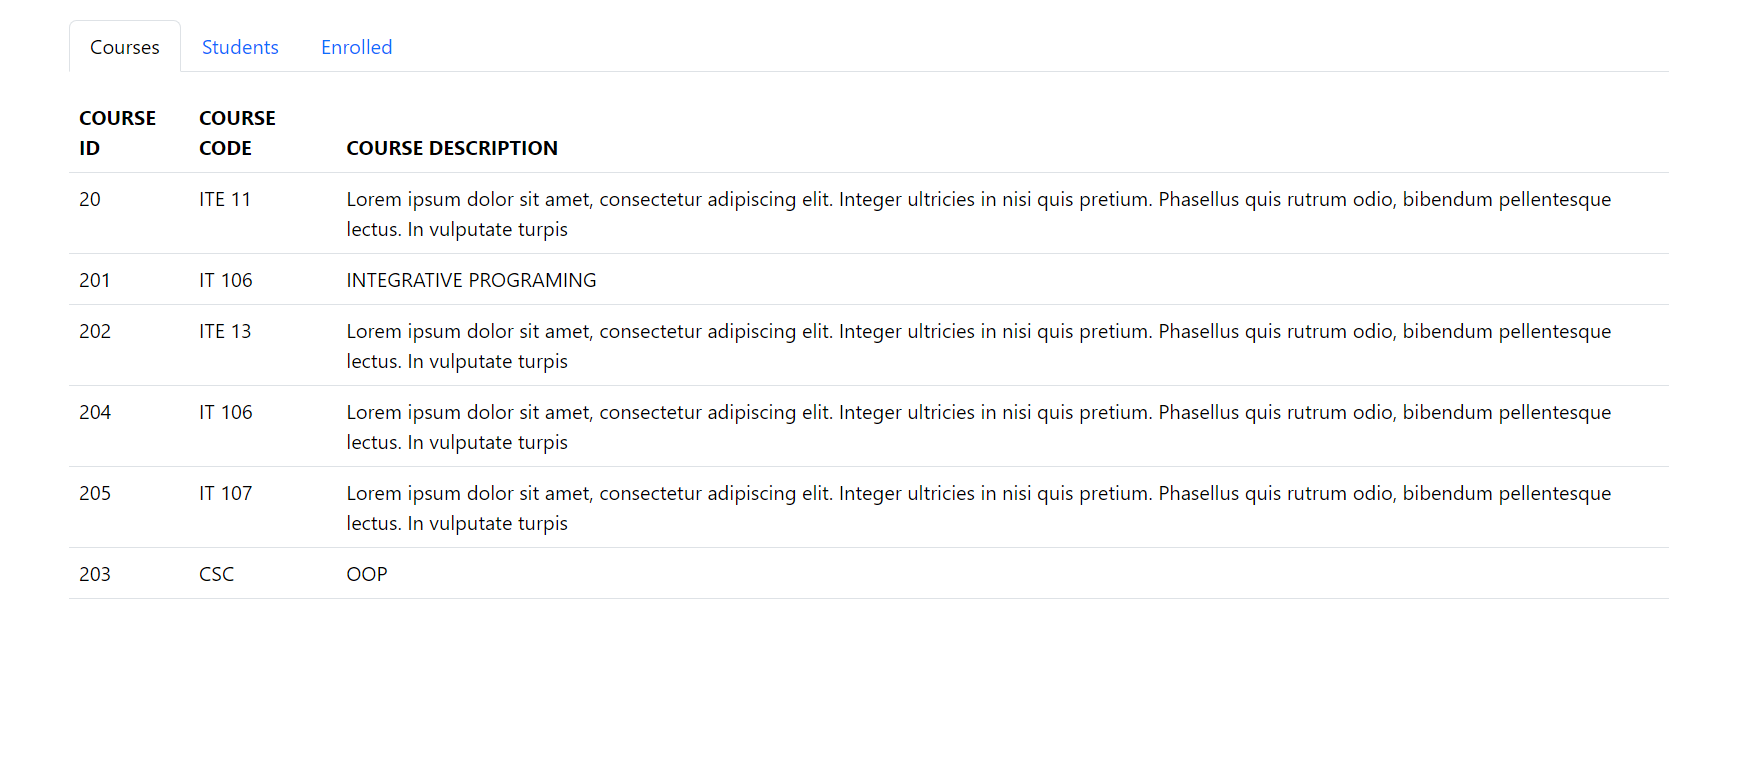 Courses Students Enrolled
COURSE ID COURSE CODE COURSE DESCRIPTION
20 ITE 11 Lorem ipsum dolor sit amet, consectetur adipiscing elit. Integer ultricies in nisi quis pretium. Phasellus quis rutrum odio, bibendum pellentesque
lectus. In vulputate turpis
201 IT 106 INTEGRATIVE PROGRAMING
202 ITE 13 Lorem ipsum dolor sit amet, consectetur adipiscing elit. Integer ultricies in nisi quis pretium. Phasellus quis rutrum odio, bibendum pellentesque
lectus. In vulputate turpis
204 IT 106 Lorem ipsum dolor sit amet, consectetur adipiscing elit. Integer ultricies in nisi quis pretium. Phasellus quis rutrum odio, bibendum pellentesque
lectus. In vulputate turpis
205 IT 107 Lorem ipsum dolor sit amet, consectetur adipiscing elit. Integer ultricies in nisi quis pretium. Phasellus quis rutrum odio, bibendum pellentesque
lectus. In vulputate turpis
203 CSC OOP